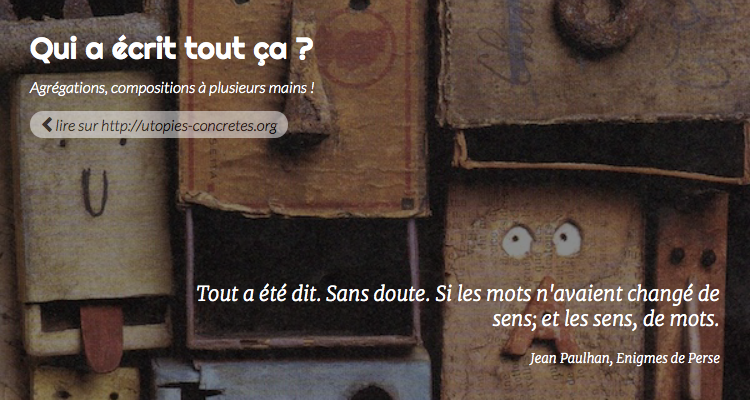 Qui a écrit tout ça ?
Agrégations, compositions à plusieurs mains !
lire sur http://utopies-concretes.org
Tout a été dit. Sans doute. Si les mots n'avaient changé de
sens; et les sens, de mots.
Jean Paulhan, Enigmes de Perse